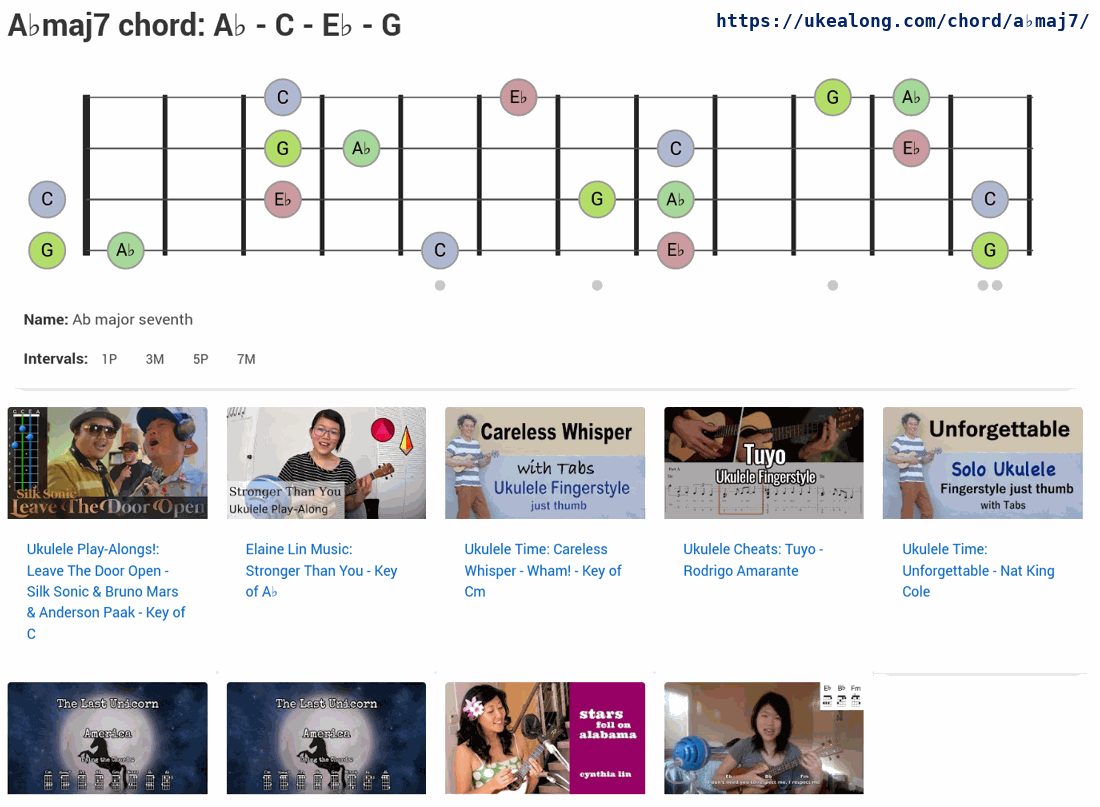 A♭maj7 chord: A♭ - C - E♭ - G
https://ukealong.com/chord/a♭maj7/
C E♭ G A♭
G A♭ C E♭
C E♭ G A♭ C
G A♭ C E♭ G
Name: Ab major seventh
Intervals: 1P 3M 5P 7M
G C E A
Silk Sonic
Leave The Door Open
Stronger Than You
Ukulele Play-Along
Careless Whisper
with Tabs
Ukulele Fingerstyle
just thumb
Tuyo
Ukulele Fingerstyle
Unforgettable
Solo Ukulele
Fingerstyle just thumb
with Tabs
Ukulele Play-Alongs!:
Leave The Door Open -
Silk Sonic & Bruno Mars
& Anderson Paak - Key of
C
Elaine Lin Music:
Stronger Than You - Key
of A♭
Ukulele Time: Careless
Whisper - Wham! - Key of
Cm
Ukulele Cheats: Tuyo -
Rodrigo Amarante
Ukulele Time:
Unforgettable - Nat King
Cole
The Last Unicorn
America
The Last Unicorn
America
stars
fell on
alabama
cynthia lin
Eb Bb Fm
Eb Bb Fm